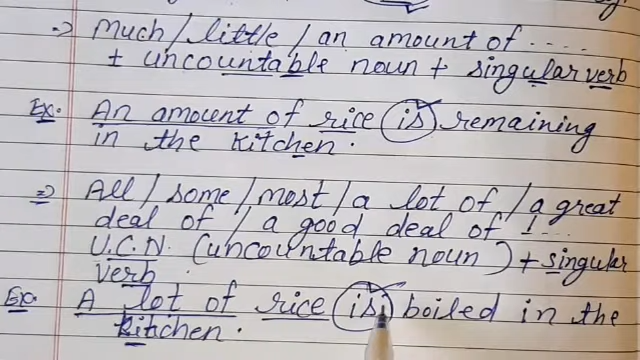 => Much/little/an amount of ....
± uncountable noun + singular verb
Ex. An amount of rice is remaining
in the kitchen.
=> All/some/most/a lot of/a great
deal of/a good deal of/...
U.C.N. (uncountable noun) + singular
verb.
Ex. A lot of rice is boiled in the
kitchen.